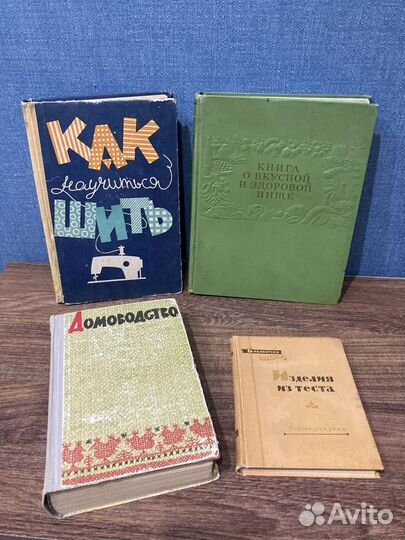 КАК
научиться
ШИТЬ
КНИГА
О ВКУСНОЙ
И ЗДОРОВОЙ
ПИЩЕ
ДОМОВОДСТВО
Изделия
из теста
Avito